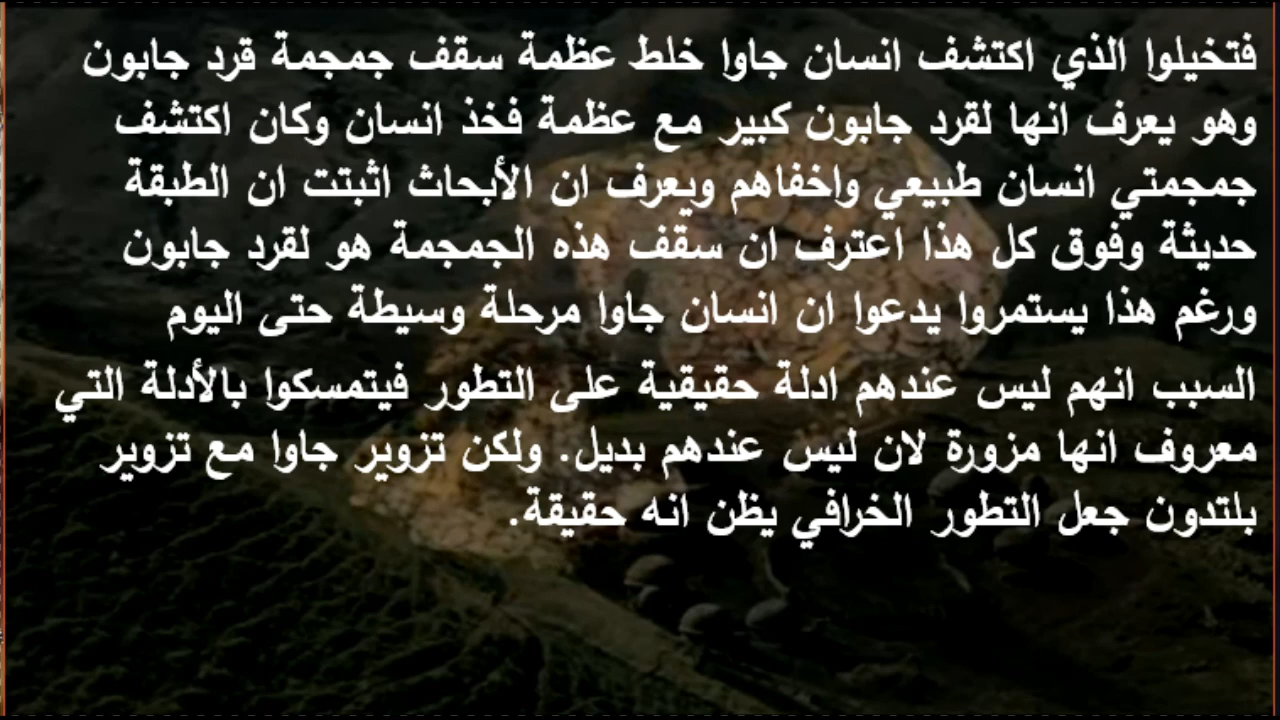 فتخيلوا الذي اكتشف انسان جاوا خلط عظمة سقف جمجمة قرد جابون
وهو يعرف انها لقرد جابون كبير مع عظمة فخذ انسان وكان اكتشف
جمجمتي انسان طبيعي واخفاهم ويعرف ان الأبحاث اثبتت ان الطبقة
حديثة وفوق كل هذا اعترف ان سقف هذه الجمجمة هو لقرد جابون
ورغم هذا يستمروا يدعوا ان انسان جاوا مرحلة وسيطة حتى اليوم
السبب انهم ليس عندهم ادلة حقيقية على التطور فيتمسكوا بالأدلة التي
معروف انها مزورة لان ليس عندهم بديل. ولكن تزوير جاوا مع تزوير
بلتدون جعل التطور الخرافي يظن انه حقيقة.